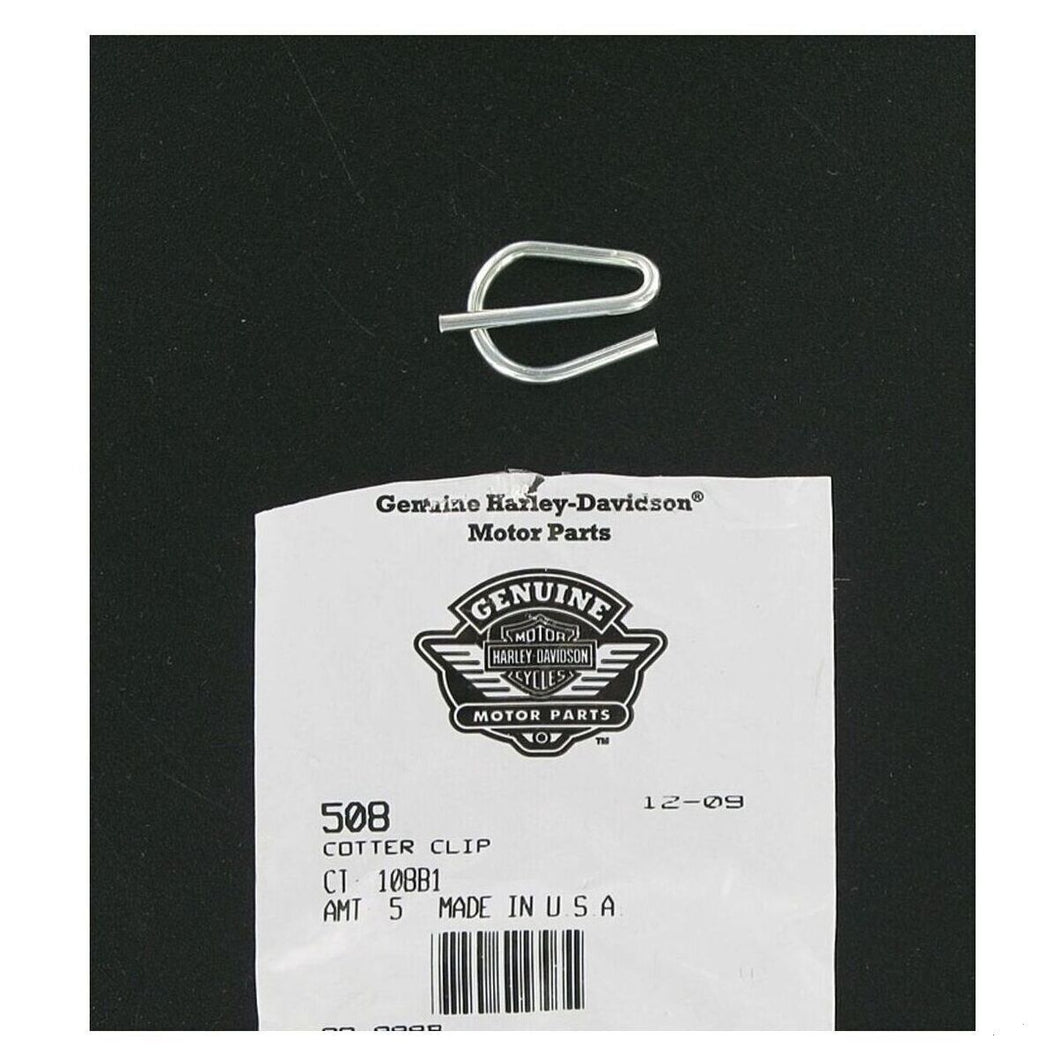 Genuine Harley-Davidson®
Motor Parts
GENUINE
MOTOR
HARLEY-DAVIDSON
CYCLES
MOTOR PARTS
TM
508
12-09
COTTER CLIP
CT 108B1
AMT 5 MADE IN U.S.A.